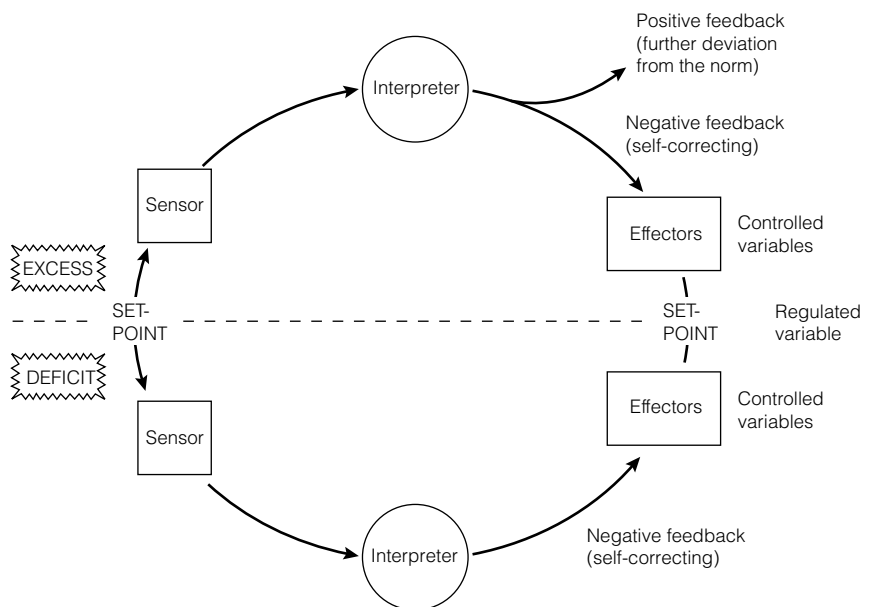 Positive feedback
(further deviation
from the norm)
Interpreter
Negative feedback
(self-correcting)
Sensor
Effectors
Controlled
variables
EXCESS
SET-
POINT
SET-
POINT
Regulated
variable
DEFICIT
Sensor
Effectors
Controlled
variables
Interpreter
Negative feedback
(self-correcting)